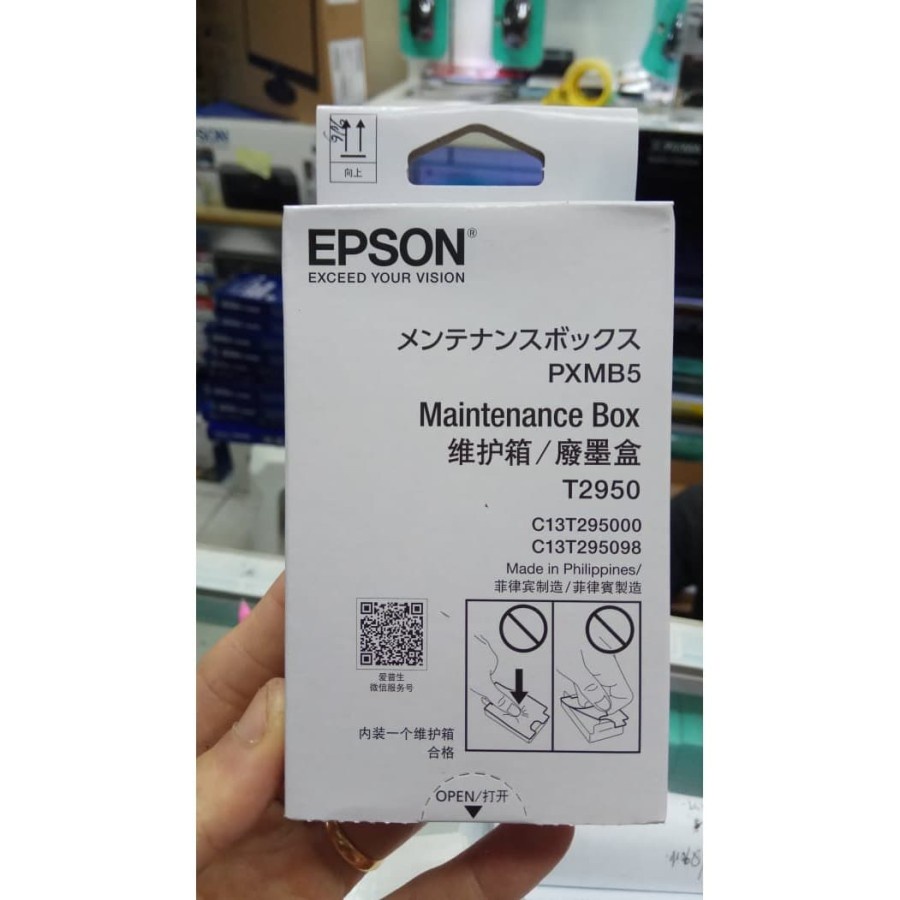 向上
EPSON®
EXCEED YOUR VISION
メンテナンスボックス
PXMB5
Maintenance Box
维护箱/廢墨盒
T2950
C13T295000
C13T295098
Made in Philippines/
菲律宾制造/菲律賓製造
爱普生
微信服务号
内装一个维护箱
合格
OPEN/打开
EPSON